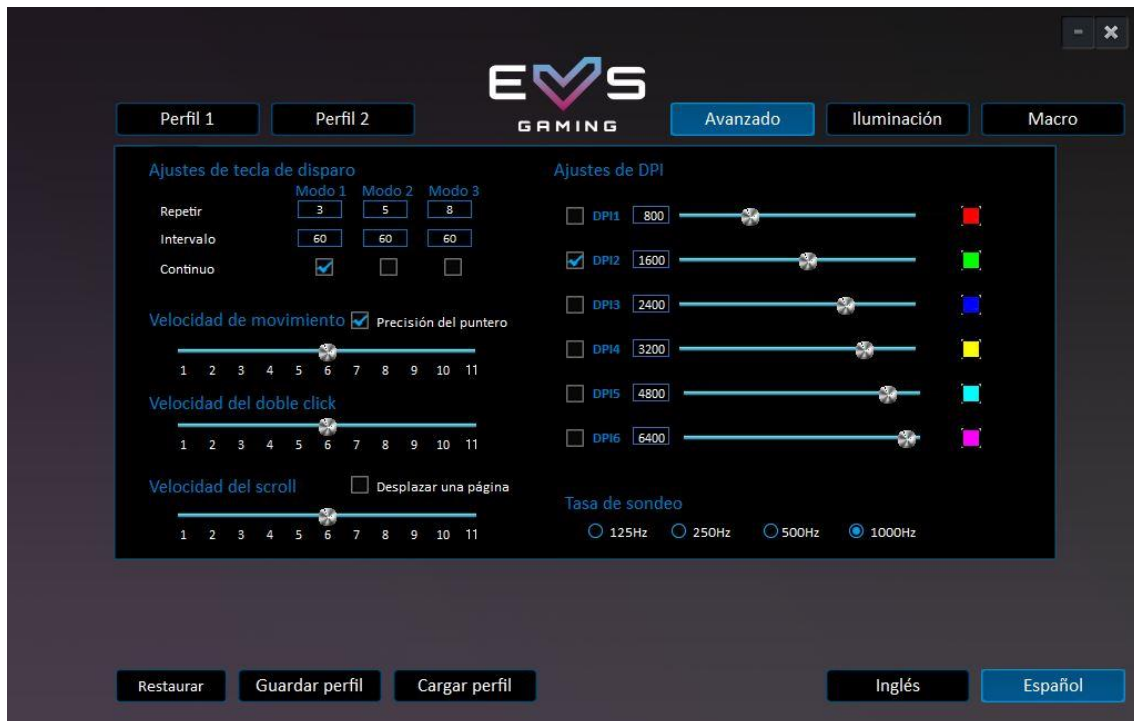 EVS
GAMING
Perfil 1 Perfil 2 Avanzado Iluminación Macro
Ajustes de tecla de disparo
Modo 1 Modo 2 Modo 3
Repetir 3 5 8
Intervalo 60 60 60
Continuo
Velocidad de movimiento Precisión del puntero
1 2 3 4 5 6 7 8 9 10 11
Velocidad del doble click
1 2 3 4 5 6 7 8 9 10 11
Velocidad del scroll Desplazar una página
1 2 3 4 5 6 7 8 9 10 11
Ajustes de DPI
DPI1 800
DPI2 1600
DPI3 2400
DPI4 3200
DPI5 4800
DPI6 6400
Tasa de sondeo
125Hz 250Hz 500Hz 1000Hz
Restaurar Guardar perfil Cargar perfil Inglés Español